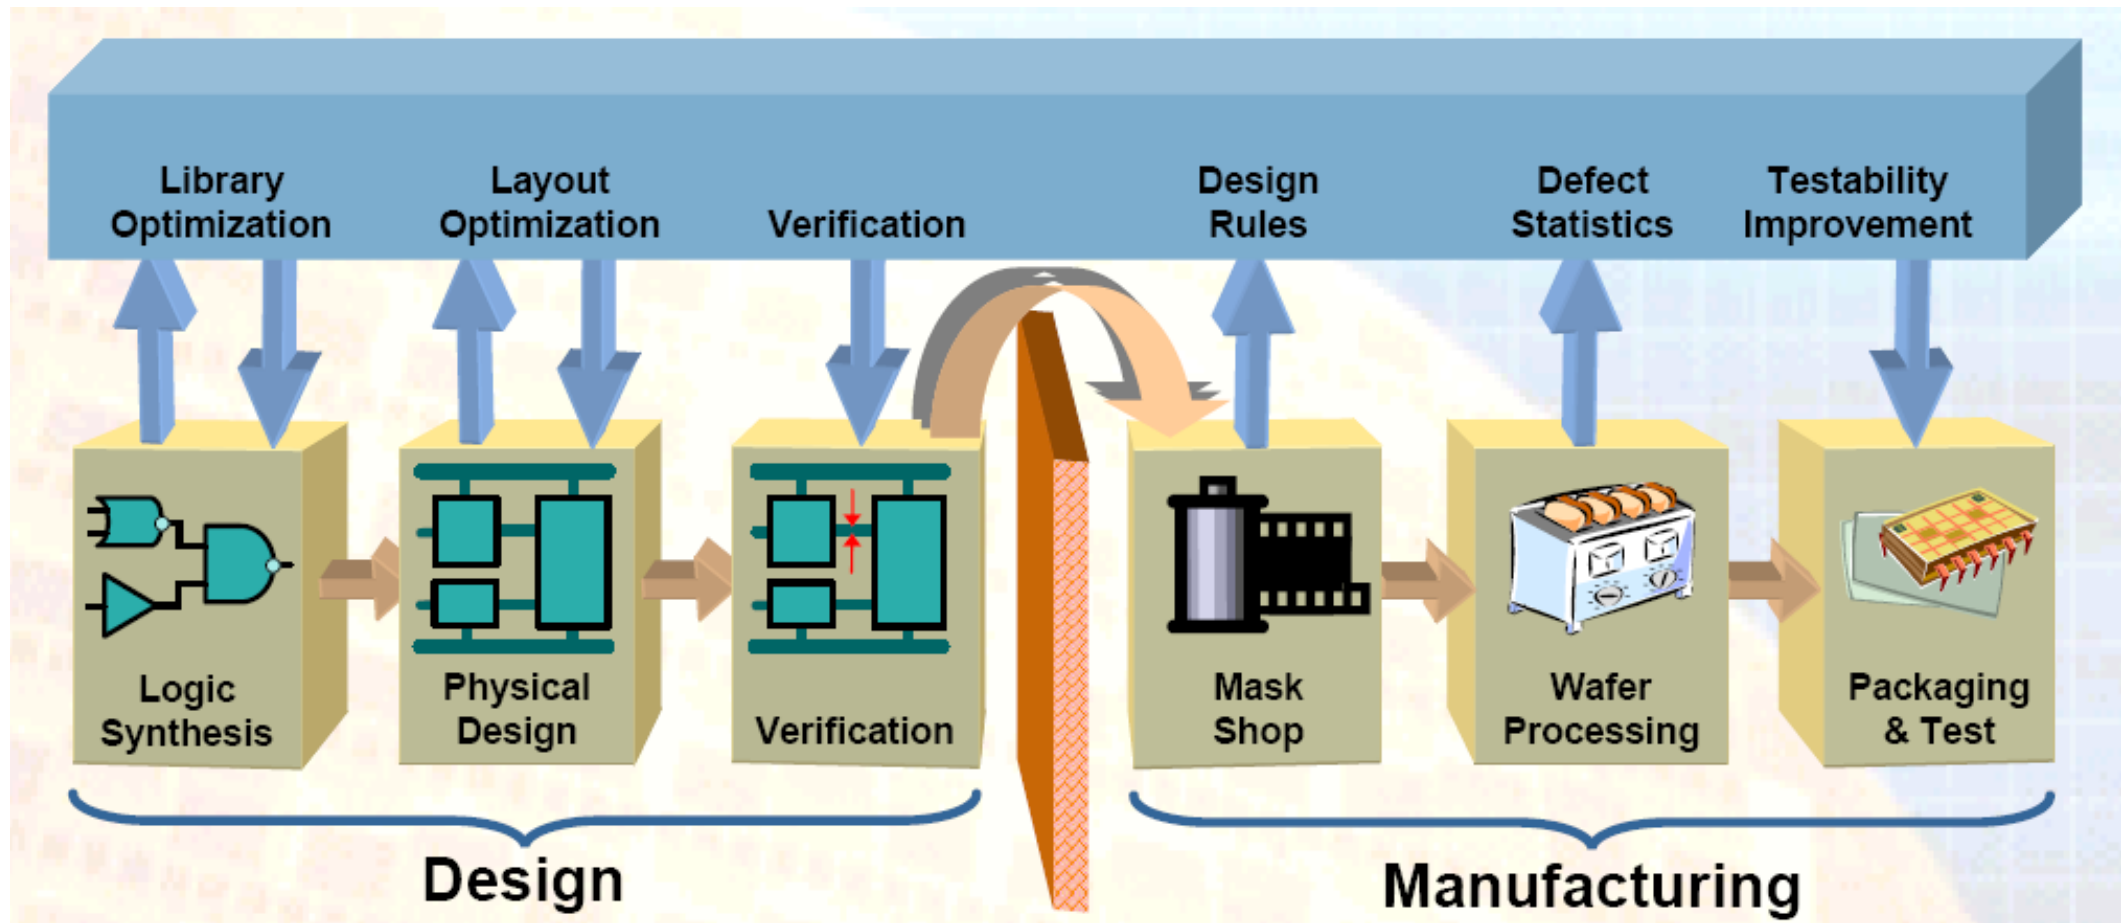 Library
Optimization
Layout
Optimization
Verification
Design
Rules
Defect
Statistics
Testability
Improvement
Logic
Synthesis
Physical
Design
Verification
Mask
Shop
Wafer
Processing
Packaging
& Test
Design
Manufacturing